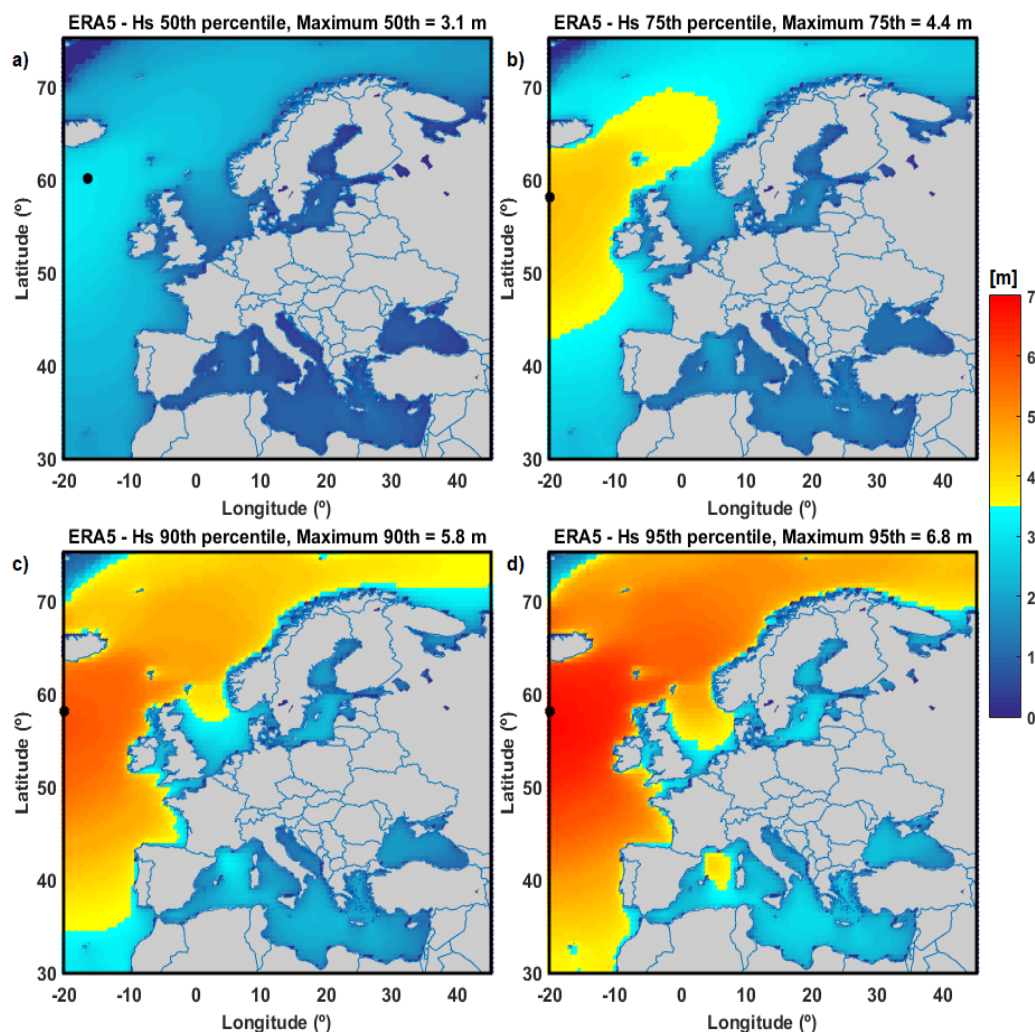 ERA5 - Hs 50th percentile, Maximum 50th = 3.1 m
a)
70
60
50
40
30
Latitude (º)
-20 -10 0 10 20 30 40
Longitude (º)
ERA5 - Hs 75th percentile, Maximum 75th = 4.4 m
b)
70
60
50
40
30
Latitude (º)
-20 -10 0 10 20 30 40
Longitude (º)
[m]
7
6
5
4
3
2
1
0
ERA5 - Hs 90th percentile, Maximum 90th = 5.8 m
c)
70
60
50
40
30
Latitude (º)
-20 -10 0 10 20 30 40
Longitude (º)
ERA5 - Hs 95th percentile, Maximum 95th = 6.8 m
d)
70
60
50
40
30
Latitude (º)
-20 -10 0 10 20 30 40
Longitude (º)